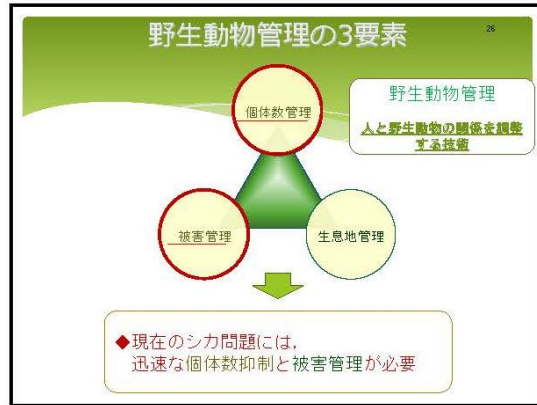 野生動物管理の3要素
26
個体数管理
野生動物管理
人と野生動物の関係を調整
する技術
被害管理
生息地管理
◆現在のシカ問題には，
迅速な個体数抑制と被害管理が必要